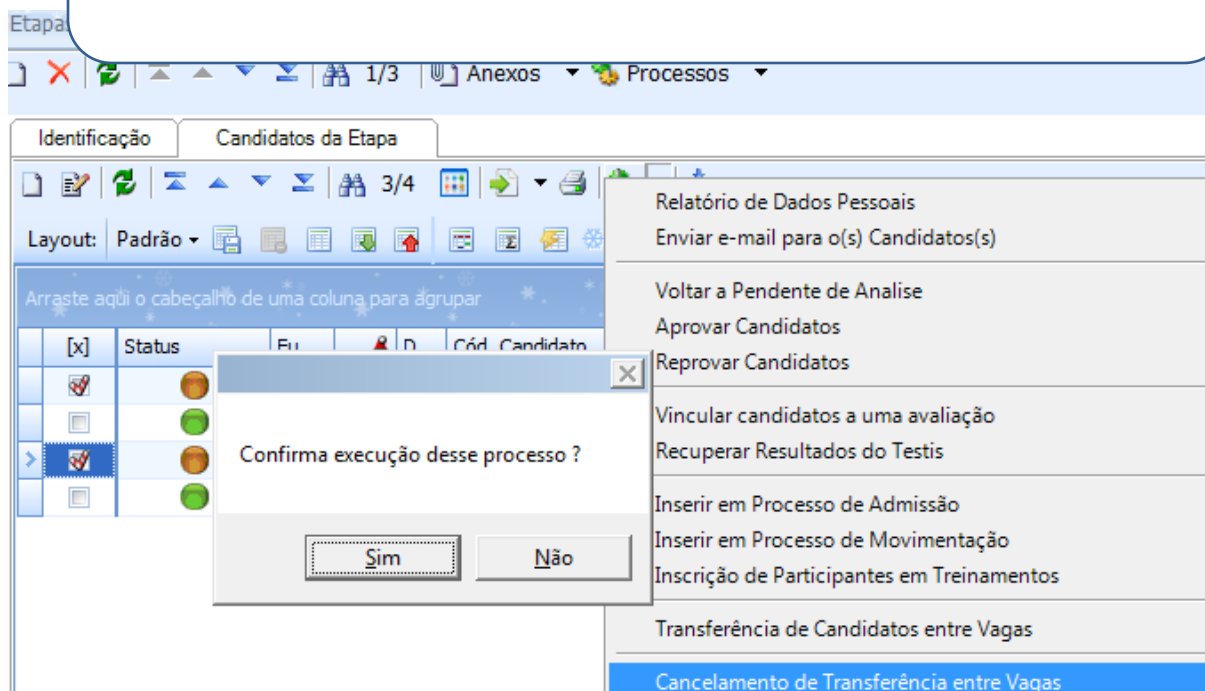 Etapas
1/3 Anexos Processos
Identificação Candidatos da Etapa
3/4
Layout: Padrão
Arraste aqui o cabeçalho de uma coluna para agrupar
[x] Status Fu D Cód. Candidato
Confirma execução desse processo ?
Sim Não
Relatório de Dados Pessoais
Enviar e-mail para o(s) Candidatos(s)
Voltar a Pendente de Analise
Aprovar Candidatos
Reprovar Candidatos
Vincular candidatos a uma avaliação
Recuperar Resultados do Testis
Inserir em Processo de Admissão
Inserir em Processo de Movimentação
Inscrição de Participantes em Treinamentos
Transferência de Candidatos entre Vagas
Cancelamento de Transferência entre Vagas